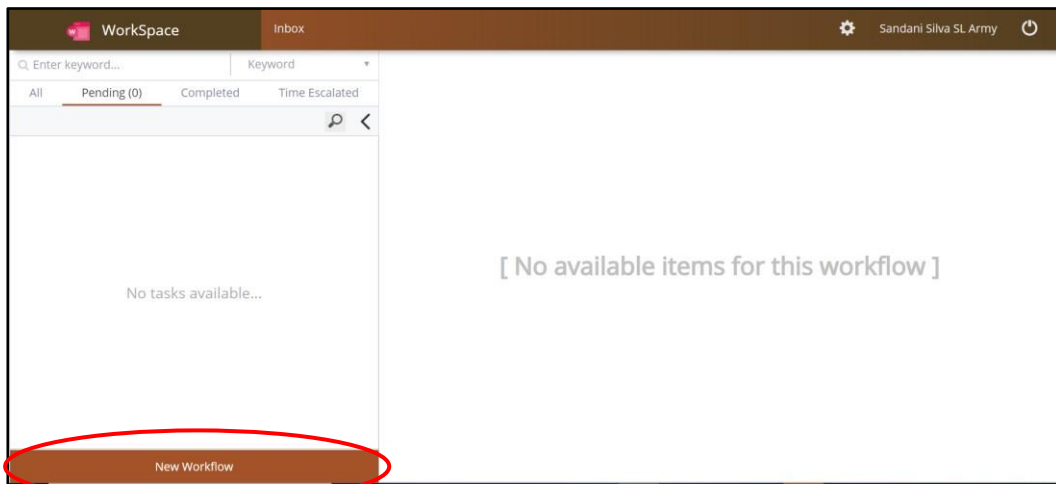 WorkSpace Inbox Sandani Silva SL Army
Enter keyword... Keyword
All Pending (0) Completed Time Escalated
[ No available items for this workflow ]
No tasks available...
New Workflow